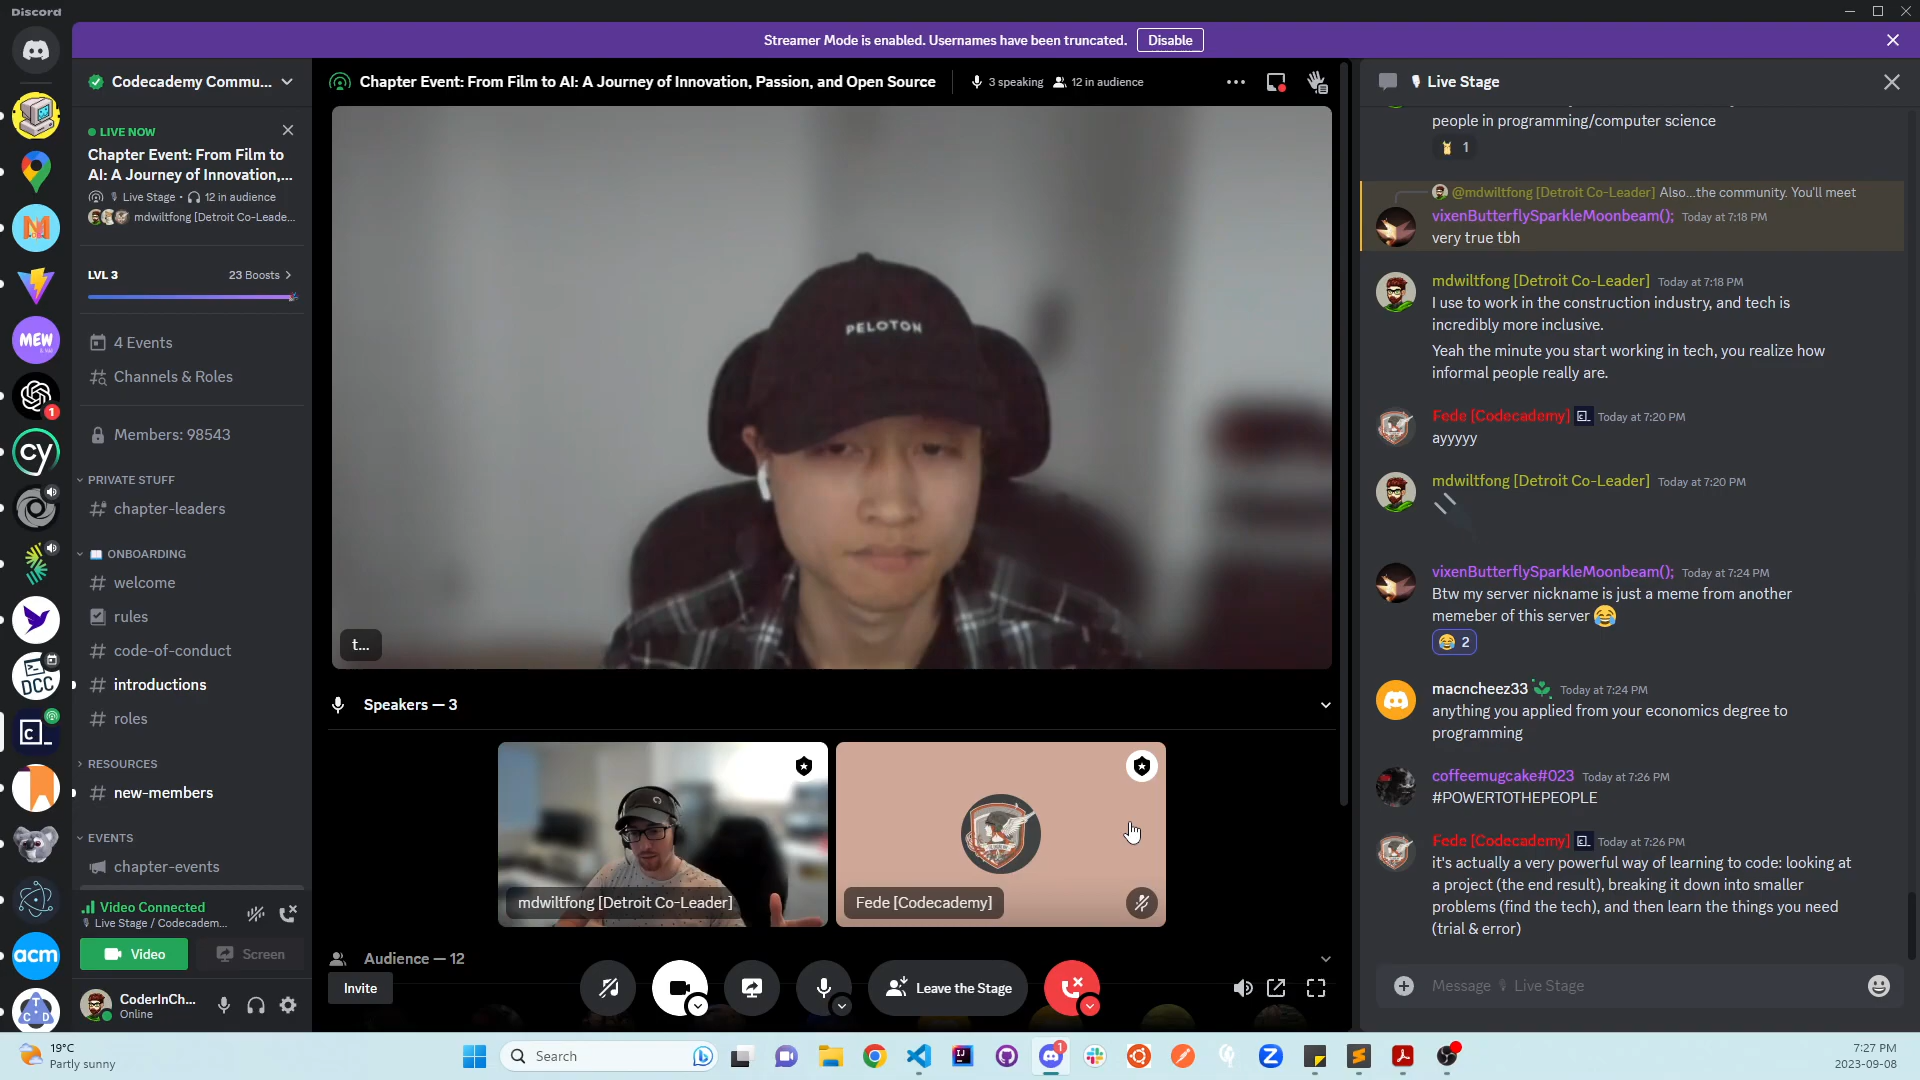 Discord
Streamer Mode is enabled. Usernames have been truncated.
Disable
Codecademy Commu...
LIVE NOW
Chapter Event: From Film to
AI: A Journey of Innovation,...
Live Stage • 12 in audience
mdwiltfong [Detroit Co-Leade...
LVL 3
23 Boosts >
4 Events
Channels & Roles
Members: 98543
PRIVATE STUFF
chapter-leaders
ONBOARDING
welcome
rules
code-of-conduct
introductions
roles
RESOURCES
new-members
EVENTS
chapter-events
Video Connected
Live Stage / Codecadem...
Video
Screen
CoderInCh...
Online
MEW
1
cy
DCC
acm
T
C
D
Chapter Event: From Film to AI: A Journey of Innovation, Passion, and Open Source
3 speaking
12 in audience
PELOTON
t...
Speakers — 3
mdwiltfong [Detroit Co-Leader]
Fede [Codecademy]
Audience — 12
Invite
Leave the Stage
Live Stage
people in programming/computer science
1
@mdwiltfong [Detroit Co-Leader] Also...the community. You'll meet
vixenButterflySparkleMoonbeam(); Today at 7:18 PM
very true tbh
mdwiltfong [Detroit Co-Leader] Today at 7:18 PM
I use to work in the construction industry, and tech is
incredibly more inclusive.
Yeah the minute you start working in tech, you realize how
informal people really are.
Fede [Codecademy] Today at 7:20 PM
ayyyyy
mdwiltfong [Detroit Co-Leader] Today at 7:20 PM
vixenButterflySparkleMoonbeam(); Today at 7:24 PM
Btw my server nickname is just a meme from another
memeber of this server 😂
😂 2
macncheez33 Today at 7:24 PM
anything you applied from your economics degree to
programming
coffeemugcake#023 Today at 7:26 PM
#POWERTOTHEPEOPLE
Fede [Codecademy] Today at 7:26 PM
it's actually a very powerful way of learning to code: looking at
a project (the end result), breaking it down into smaller
problems (find the tech), and then learn the things you need
(trial & error)
Message Live Stage
19°C
Partly sunny
Search
1
7:27 PM
2023-09-08